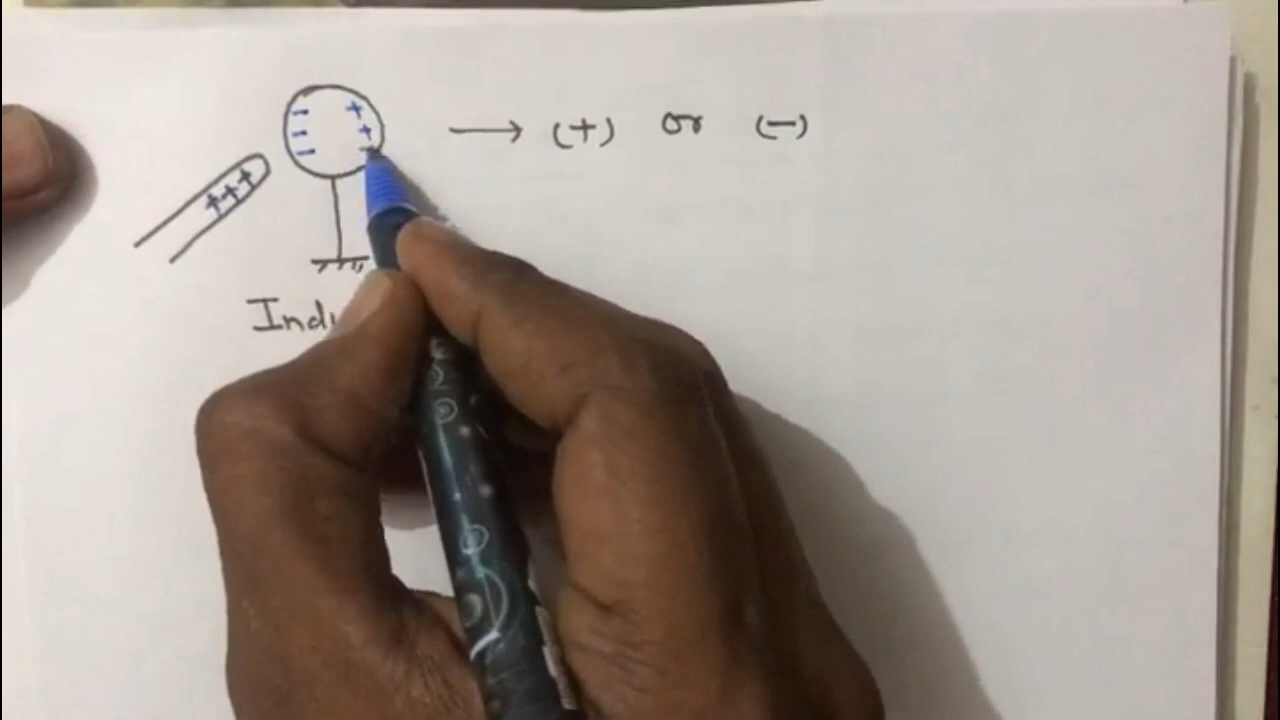 − + → (+) or (−)
− +
− +
+++
Indu